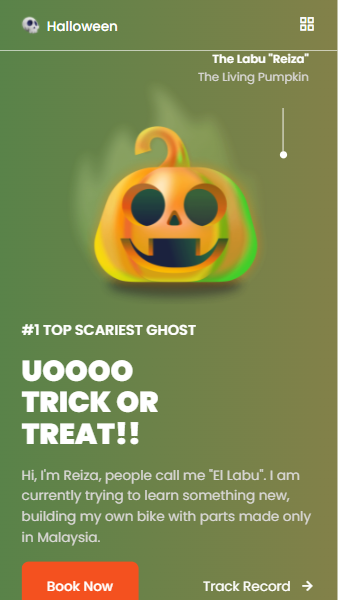 Halloween
The Labu "Reiza"
The Living Pumpkin
#1 TOP SCARIEST GHOST
UOOOO
TRICK OR
TREAT!!
Hi, I'm Reiza, people call me "El Labu". I am
currently trying to learn something new,
building my own bike with parts made only
in Malaysia.
Book Now
Track Record →